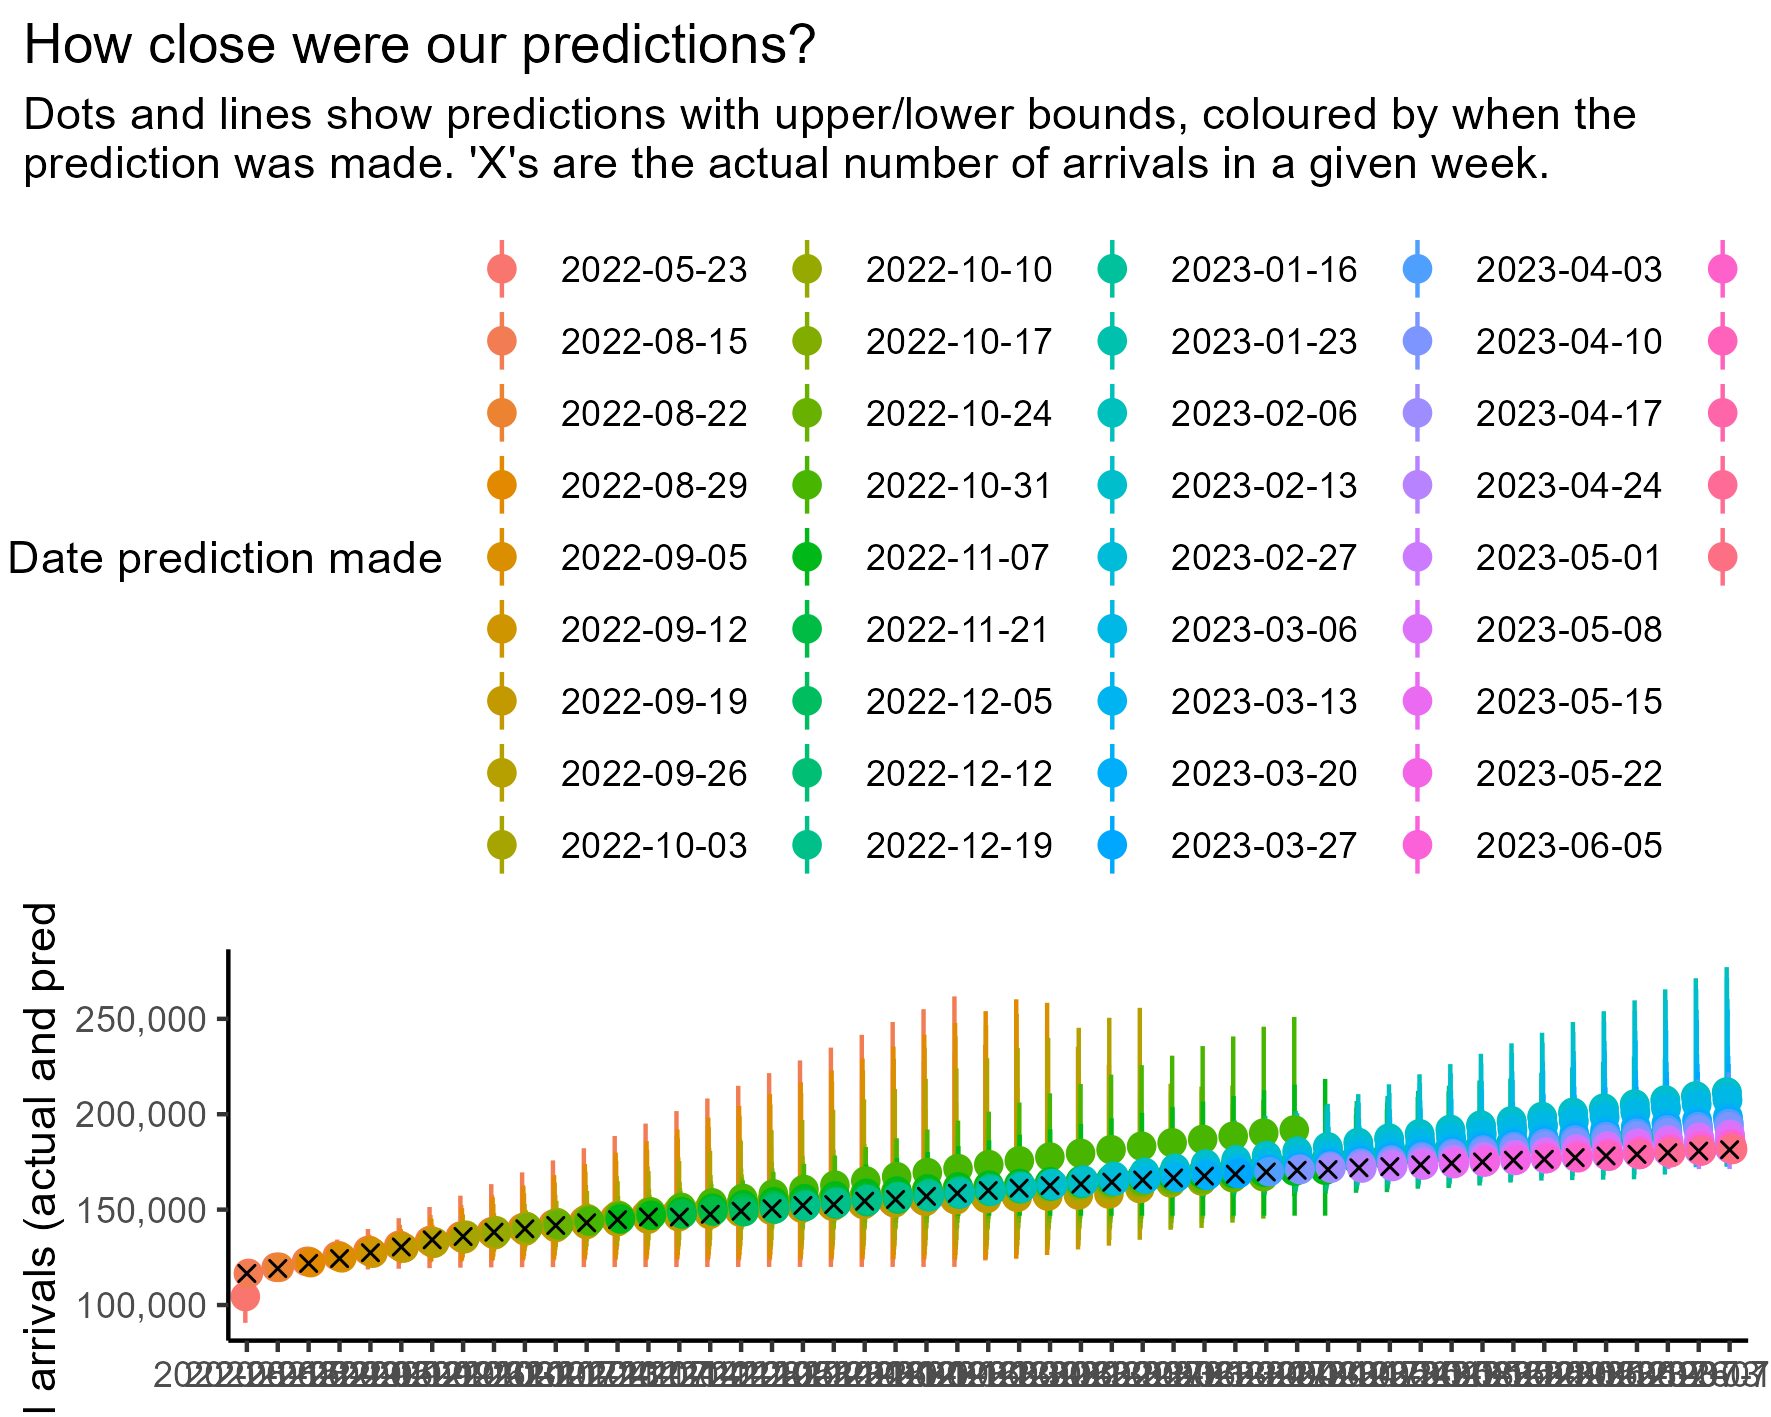 How close were our predictions?
Dots and lines show predictions with upper/lower bounds, coloured by when the
prediction was made. 'X's are the actual number of arrivals in a given week.
Date prediction made
2022-05-23 2022-10-10 2023-01-16 2023-04-03
2022-08-15 2022-10-17 2023-01-23 2023-04-10
2022-08-22 2022-10-24 2023-02-06 2023-04-17
2022-08-29 2022-10-31 2023-02-13 2023-04-24
2022-09-05 2022-11-07 2023-02-27 2023-05-01
2022-09-12 2022-11-21 2023-03-06 2023-05-08
2022-09-19 2022-12-05 2023-03-13 2023-05-15
2022-09-26 2022-12-12 2023-03-20 2023-05-22
2022-10-03 2022-12-19 2023-03-27 2023-06-05
l arrivals (actual and pred
250,000
200,000
150,000
100,000